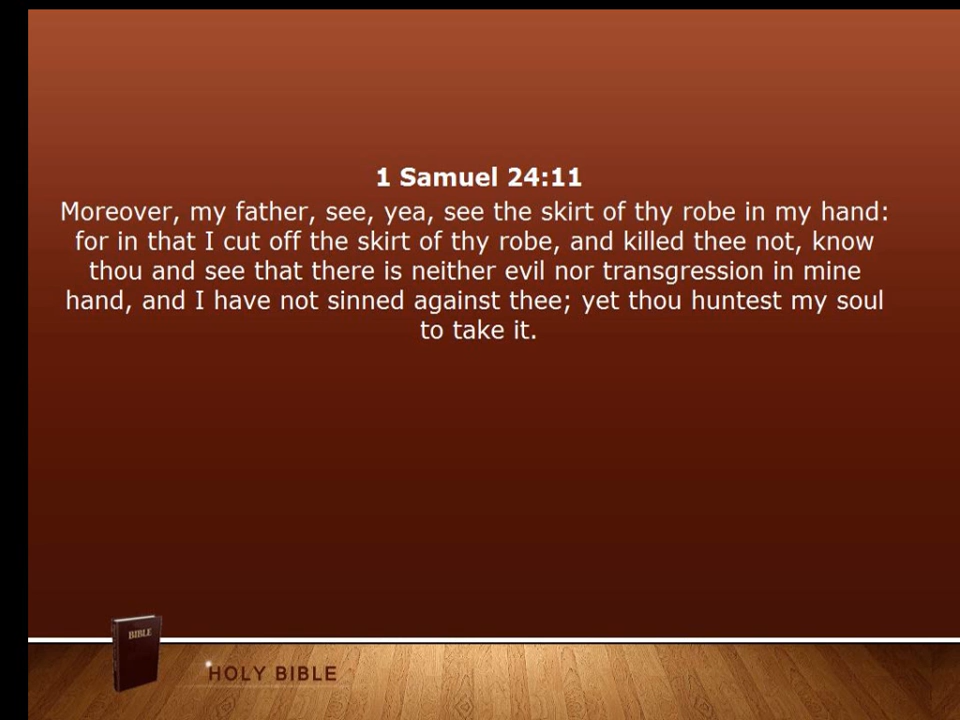 1 Samuel 24:11
Moreover, my father, see, yea, see the skirt of thy robe in my hand:
for in that I cut off the skirt of thy robe, and killed thee not, know
thou and see that there is neither evil nor transgression in mine
hand, and I have not sinned against thee; yet thou huntest my soul
to take it.
BIBLE
HOLY BIBLE